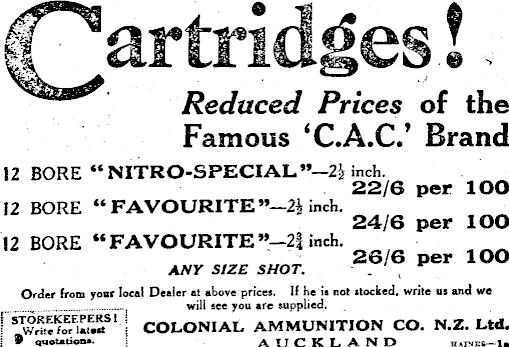 Cartridges!
Reduced Prices of the
Famous 'C.A.C.' Brand
12 BORE "NITRO-SPECIAL"—2½ inch.
22/6 per 100
12 BORE "FAVOURITE"—2½ inch.
24/6 per 100
12 BORE "FAVOURITE"—2¾ inch.
26/6 per 100
ANY SIZE SHOT.
Order from your local Dealer at above prices. If he is not stocked, write us and we
will see you are supplied.
STOREKEEPERS!
Write for latest
quotations.
COLONIAL AMMUNITION CO. N.Z. Ltd.
AUCKLAND
HAINES—1a